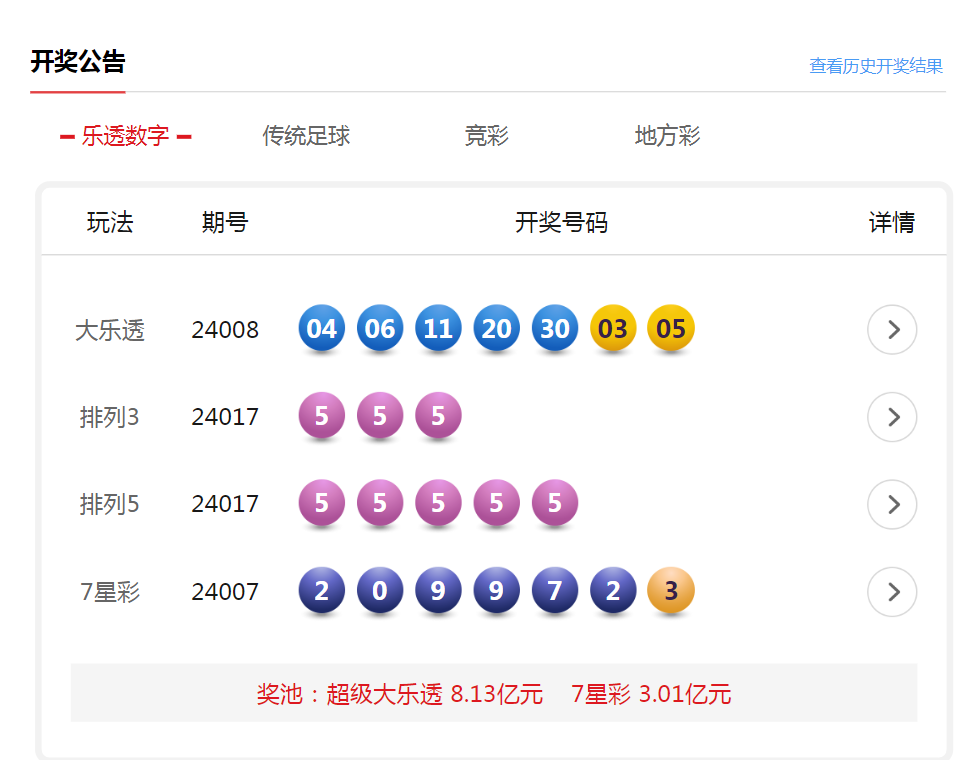 开奖公告 查看历史开奖结果
乐透数字 传统足球 竞彩 地方彩
玩法 期号 开奖号码 详情
大乐透 24008 04 06 11 20 30 03 05
排列3 24017 5 5 5
排列5 24017 5 5 5 5 5
7星彩 24007 2 0 9 9 7 2 3
奖池：超级大乐透 8.13亿元 7星彩 3.01亿元